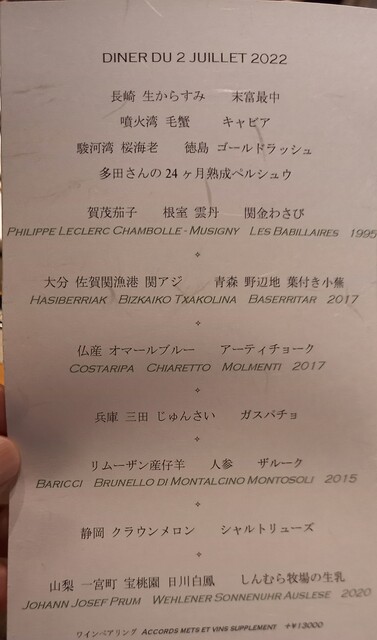 DINER DU 2 JUILLET 2022
長崎 生からすみ 末富最中
噴火湾 毛蟹 キャビア
駿河湾 桜海老 徳島 ゴールドラッシュ
多田さんの 24 ヶ月熟成ペルシュウ
賀茂茄子 根室 雲丹 関金わさび
PHILIPPE LECLERC CHAMBOLLE - MUSIGNY LES BABILLAIRES 1995
大分 佐賀関漁港 関アジ 青森 野辺地 葉付き小蕪
HASIBERRIAK BIZKAIKO TXAKOLINA BASERRITAR 2017
仏産 オマールブルー アーティチョーク
COSTARIPA CHIARETTO MOLMENTI 2017
兵庫 三田 じゅんさい ガスパチョ
リムーザン産仔羊 人参 ザルーク
BARICCI BRUNELLO DI MONTALCINO MONTOSOLI 2015
静岡 クラウンメロン シャルトリューズ
山梨 一宮町 宝桃園 日川白鳳 しんむら牧場の生乳
JOHANN JOSEF PRUM WEHLENER SONNENUHR AUSLESE 2020
ワインペアリング ACCORDS METS ET VINS SUPPLEMENT +¥13000